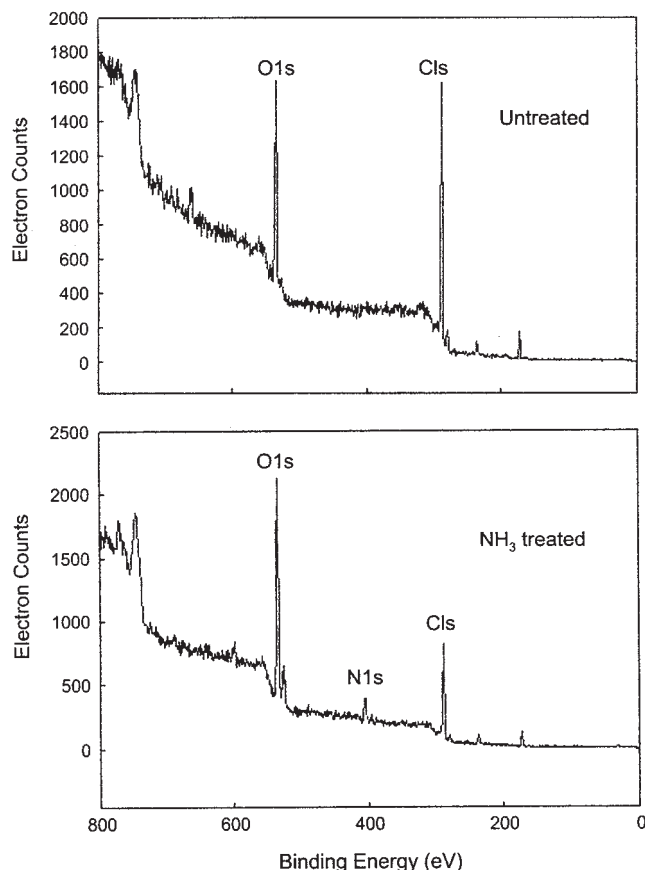 2000
1800
1600
1400
1200
1000
800
600
400
200
0
Electron Counts
O1s
Cls
Untreated
2500
2000
1500
1000
500
0
Electron Counts
O1s
N1s
Cls
NH₃ treated
800
600
400
200
0
Binding Energy (eV)